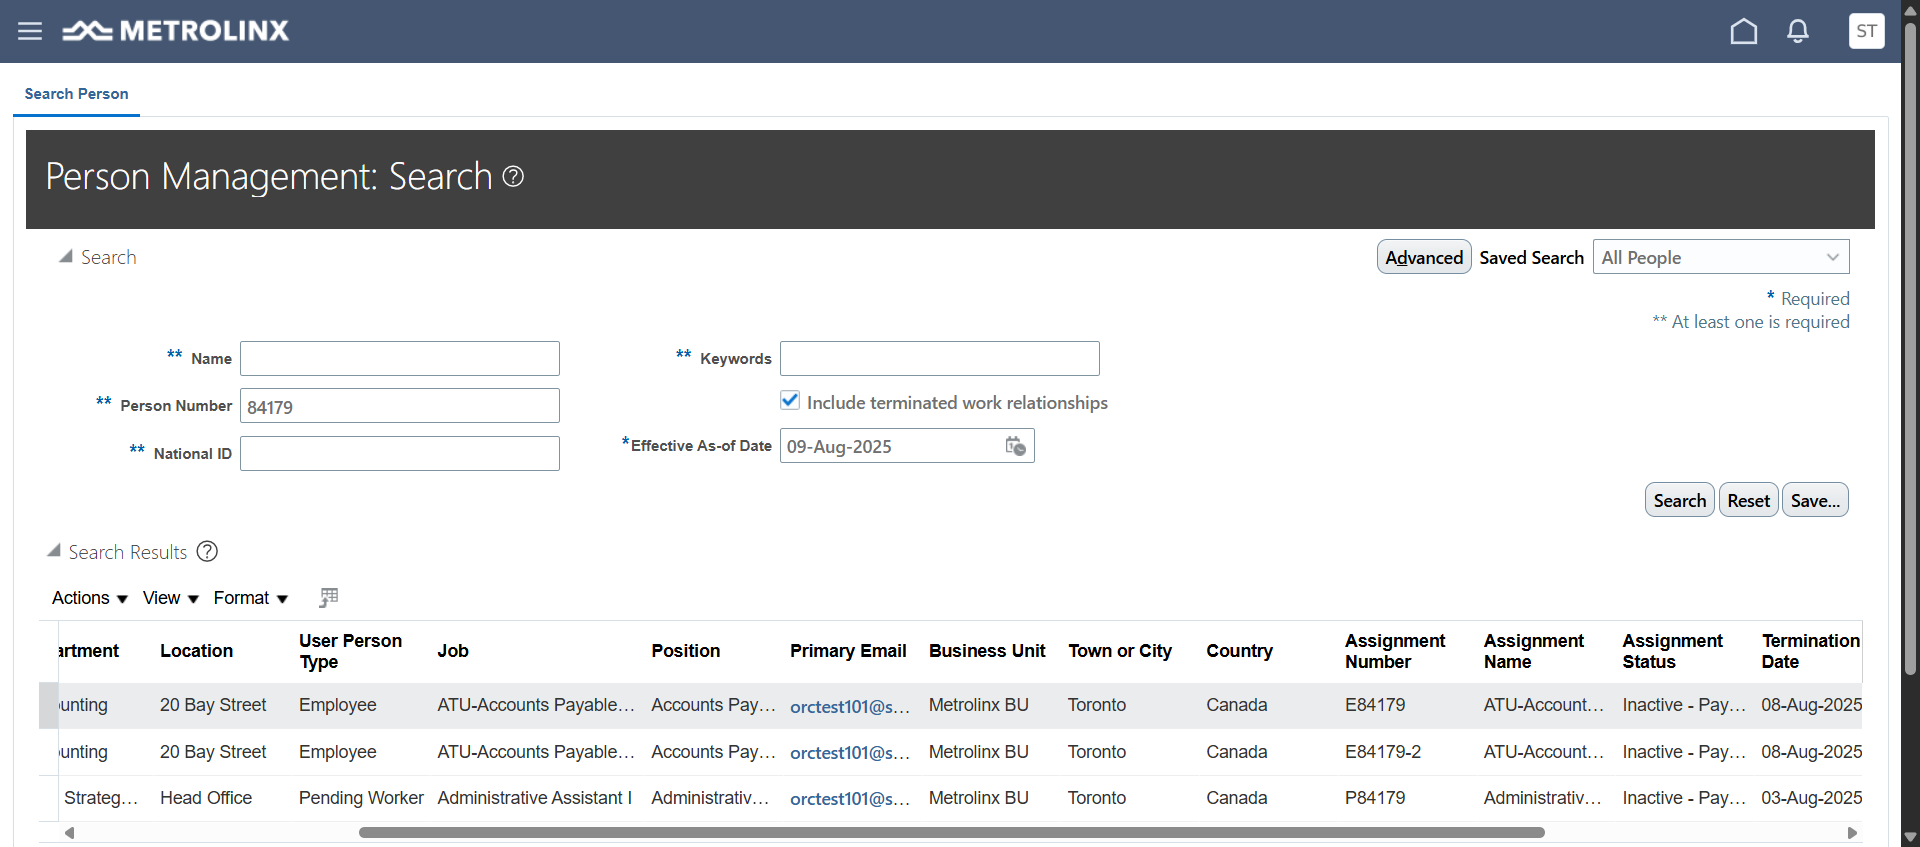 METROLINX
ST
Search Person
Person Management: Search
Search
Advanced Saved Search All People
* Required
** At least one is required
** Name
** Keywords
** Person Number 84179
Include terminated work relationships
** National ID
*Effective As-of Date 09-Aug-2025
Search Reset Save...
Search Results
Actions View Format
artment Location User Person Type Job Position Primary Email Business Unit Town or City Country Assignment Number Assignment Name Assignment Status Termination Date
unting 20 Bay Street Employee ATU-Accounts Payable... Accounts Pay... orctest101@s... Metrolinx BU Toronto Canada E84179 ATU-Account... Inactive - Pay... 08-Aug-2025
unting 20 Bay Street Employee ATU-Accounts Payable... Accounts Pay... orctest101@s... Metrolinx BU Toronto Canada E84179-2 ATU-Account... Inactive - Pay... 08-Aug-2025
Strateg... Head Office Pending Worker Administrative Assistant I Administrativ... orctest101@s... Metrolinx BU Toronto Canada P84179 Administrativ... Inactive - Pay... 03-Aug-2025